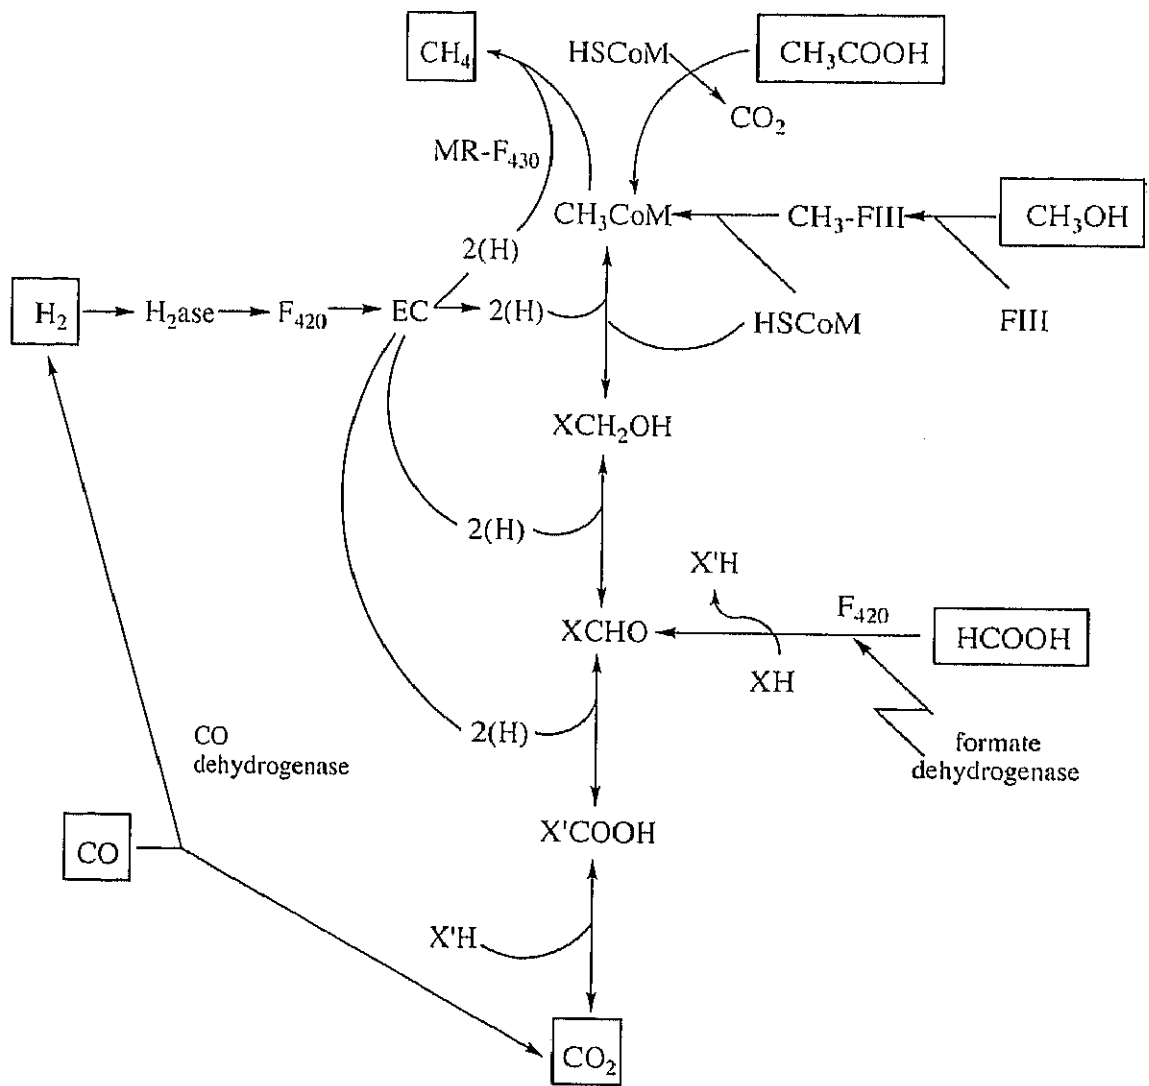 CH₄
HSCoM
CH₃COOH
CO₂
MR-F₄₃₀
CH₃CoM
CH₃-FIII
CH₃OH
2(H)
H₂
H₂ase
F₄₂₀
EC
2(H)
HSCoM
FIII
XCH₂OH
2(H)
X'H
F₄₂₀
XCHO
HCOOH
XH
2(H)
CO
dehydrogenase
formate
dehydrogenase
X'COOH
CO
X'H
CO₂